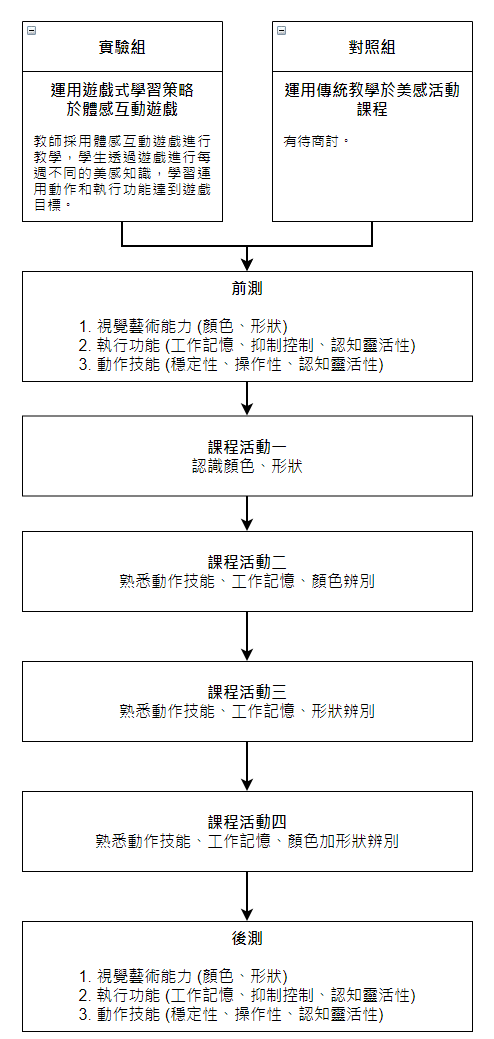 實驗組
運用遊戲式學習策略
於體感互動遊戲
教師採用體感互動遊戲進行
教學，學生透過遊戲進行每
週不同的美感知識，學習運
用動作和執行功能達到遊戲
目標。
對照組
運用傳統教學於美感活動
課程
有待商討。
前測
1. 視覺藝術能力 (顏色、形狀)
2. 執行功能 (工作記憶、抑制控制、認知靈活性)
3. 動作技能 (穩定性、操作性、認知靈活性)
課程活動一
認識顏色、形狀
課程活動二
熟悉動作技能、工作記憶、顏色辨別
課程活動三
熟悉動作技能、工作記憶、形狀辨別
課程活動四
熟悉動作技能、工作記憶、顏色加形狀辨別
後測
1. 視覺藝術能力 (顏色、形狀)
2. 執行功能 (工作記憶、抑制控制、認知靈活性)
3. 動作技能 (穩定性、操作性、認知靈活性)